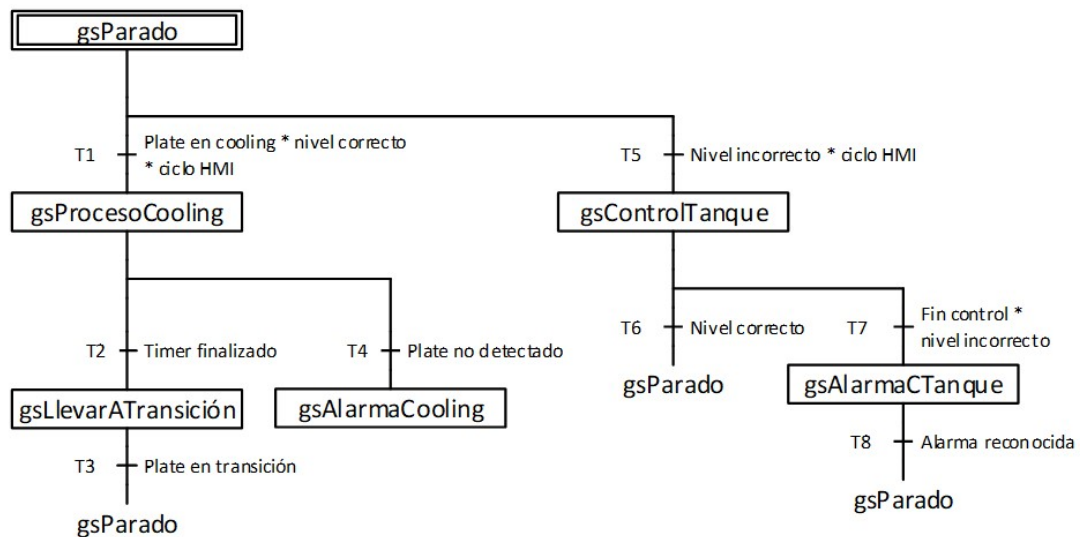 gsParado
T1
Plate en cooling * nivel correcto
* ciclo HMI
T5
Nivel incorrecto * ciclo HMI
gsProcesoCooling
gsControlTanque
T2
Timer finalizado
T4
Plate no detectado
T6
Nivel correcto
T7
Fin control *
nivel incorrecto
gsLlevarATransición
gsAlarmaCooling
gsParado
gsAlarmaCTanque
T3
Plate en transición
T8
Alarma reconocida
gsParado
gsParado